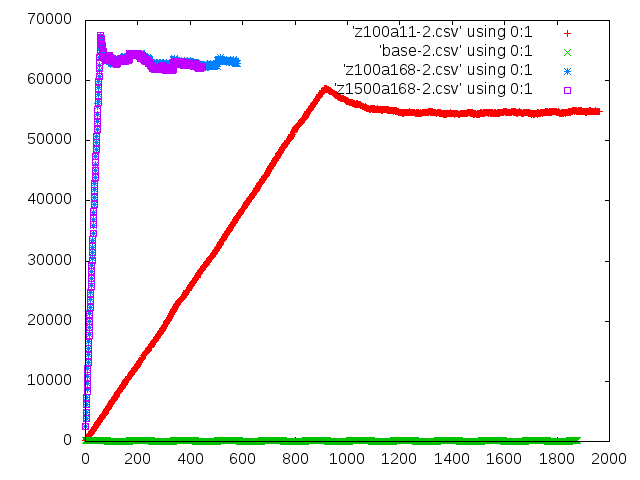 70000
60000
50000
40000
30000
20000
10000
0
'z100a11-2.csv' using 0:1
'base-2.csv' using 0:1
'z100a168-2.csv' using 0:1
'z1500a168-2.csv' using 0:1
0 200 400 600 800 1000 1200 1400 1600 1800 2000